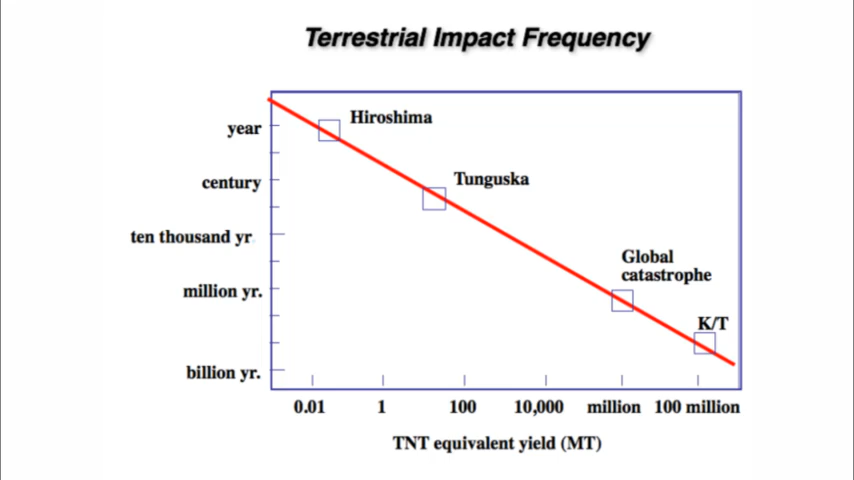 Terrestrial Impact Frequency
Hiroshima
year
Tunguska
century
ten thousand yr.
Global
catastrophe
million yr.
K/T
billion yr.
0.01 1 100 10,000 million 100 million
TNT equivalent yield (MT)